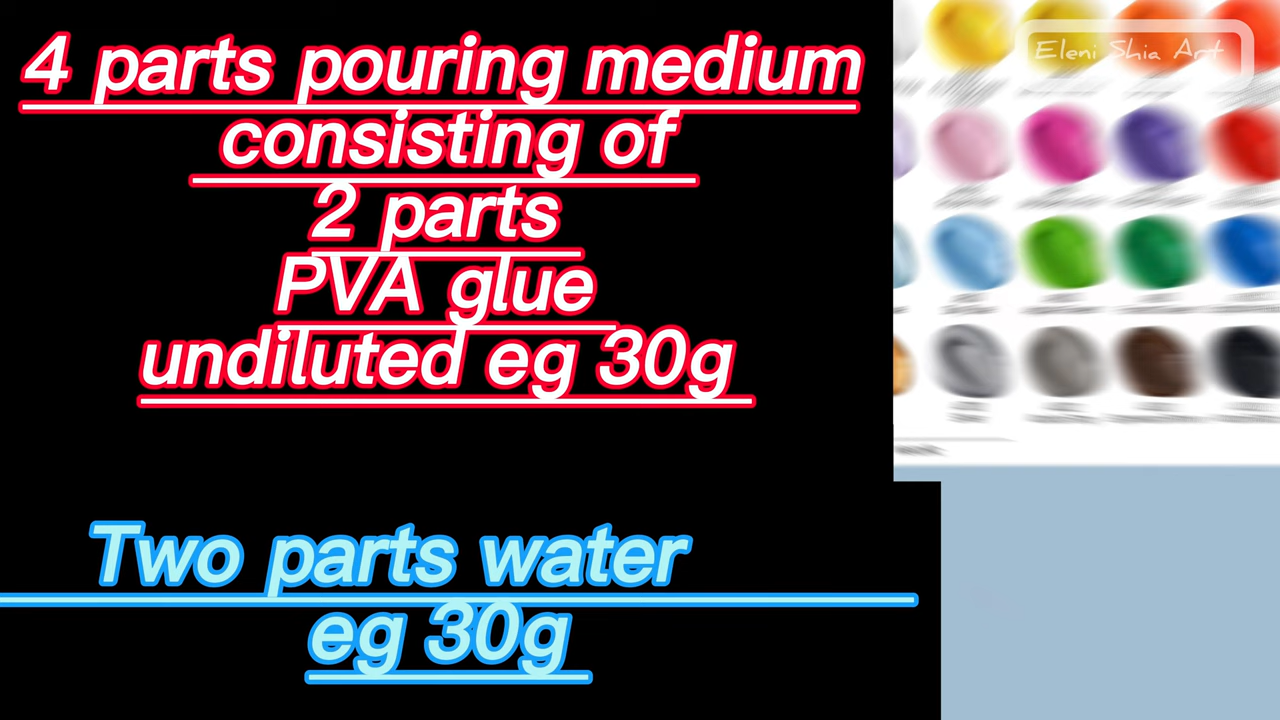 4 parts pouring medium
consisting of
2 parts
PVA glue
undiluted eg 30g
Two parts water
eg 30g
Eleni Shia Art